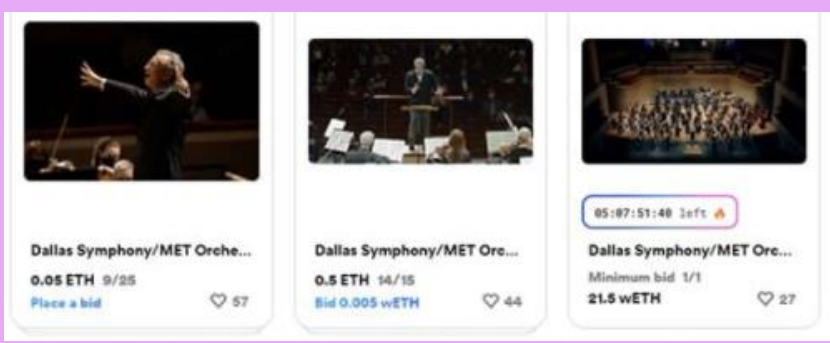 Dallas Symphony/MET Orche...
0.05 ETH 9/25
Place a bid
57
Dallas Symphony/MET Orc...
0.5 ETH 14/15
Bid 0.005 wETH
44
05:07:51:40 left 🔥
Dallas Symphony/MET Orc...
Minimum bid 1/1
21.5 wETH
27